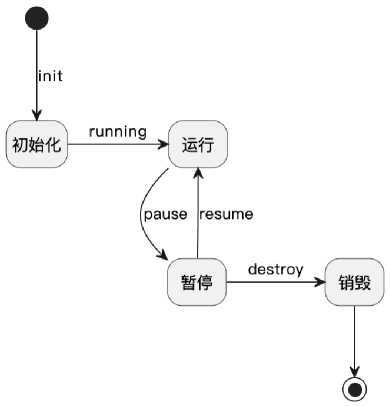 init
初始化
running
运行
pause
resume
暂停
destroy
销毁